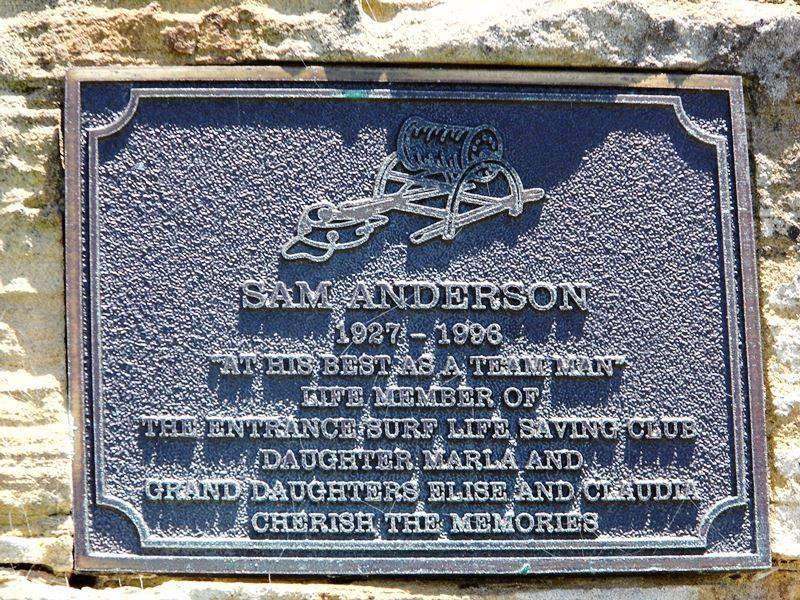 SAM ANDERSON
1927 - 1996
"AT HIS BEST AS A TEAM MAN"
LIFE MEMBER OF
THE ENTRANCE SURF LIFE SAVING CLUB
DAUGHTER MARLA AND
GRAND DAUGHTERS ELISE AND CLAUDIA
CHERISH THE MEMORIES